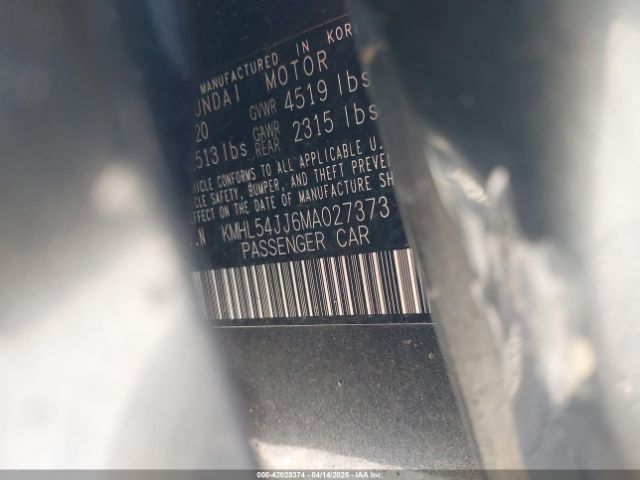 MANUFACTURED IN KOR
UNDAI MOTOR
20 GVWR 4519 lbs
513 lbs GAWR REAR 2315 lbs
ICLE CONFORMS TO ALL APPLICABLE U.
SAFETY, BUMPER, AND THEFT PREVE
EFFECT ON THE DATE OF MANUFACTURE SH
N KMHL54JJ6MA027373
PASSENGER CAR
000-42028374 - 04/14/2025 - IAA Inc.